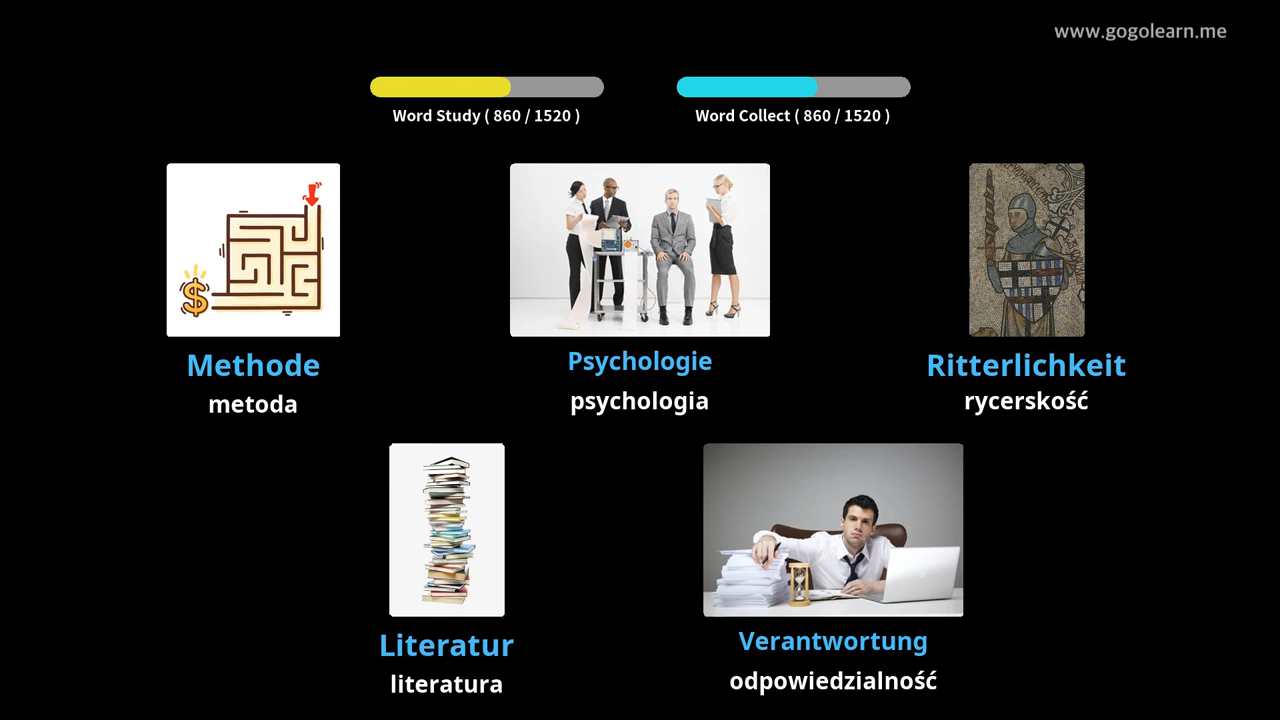 www.gogolearn.me
Word Study ( 860 / 1520 )
Word Collect ( 860 / 1520 )
Methode
metoda
Psychologie
psychologia
Ritterlichkeit
rycerskość
Literatur
literatura
Verantwortung
odpowiedzialność